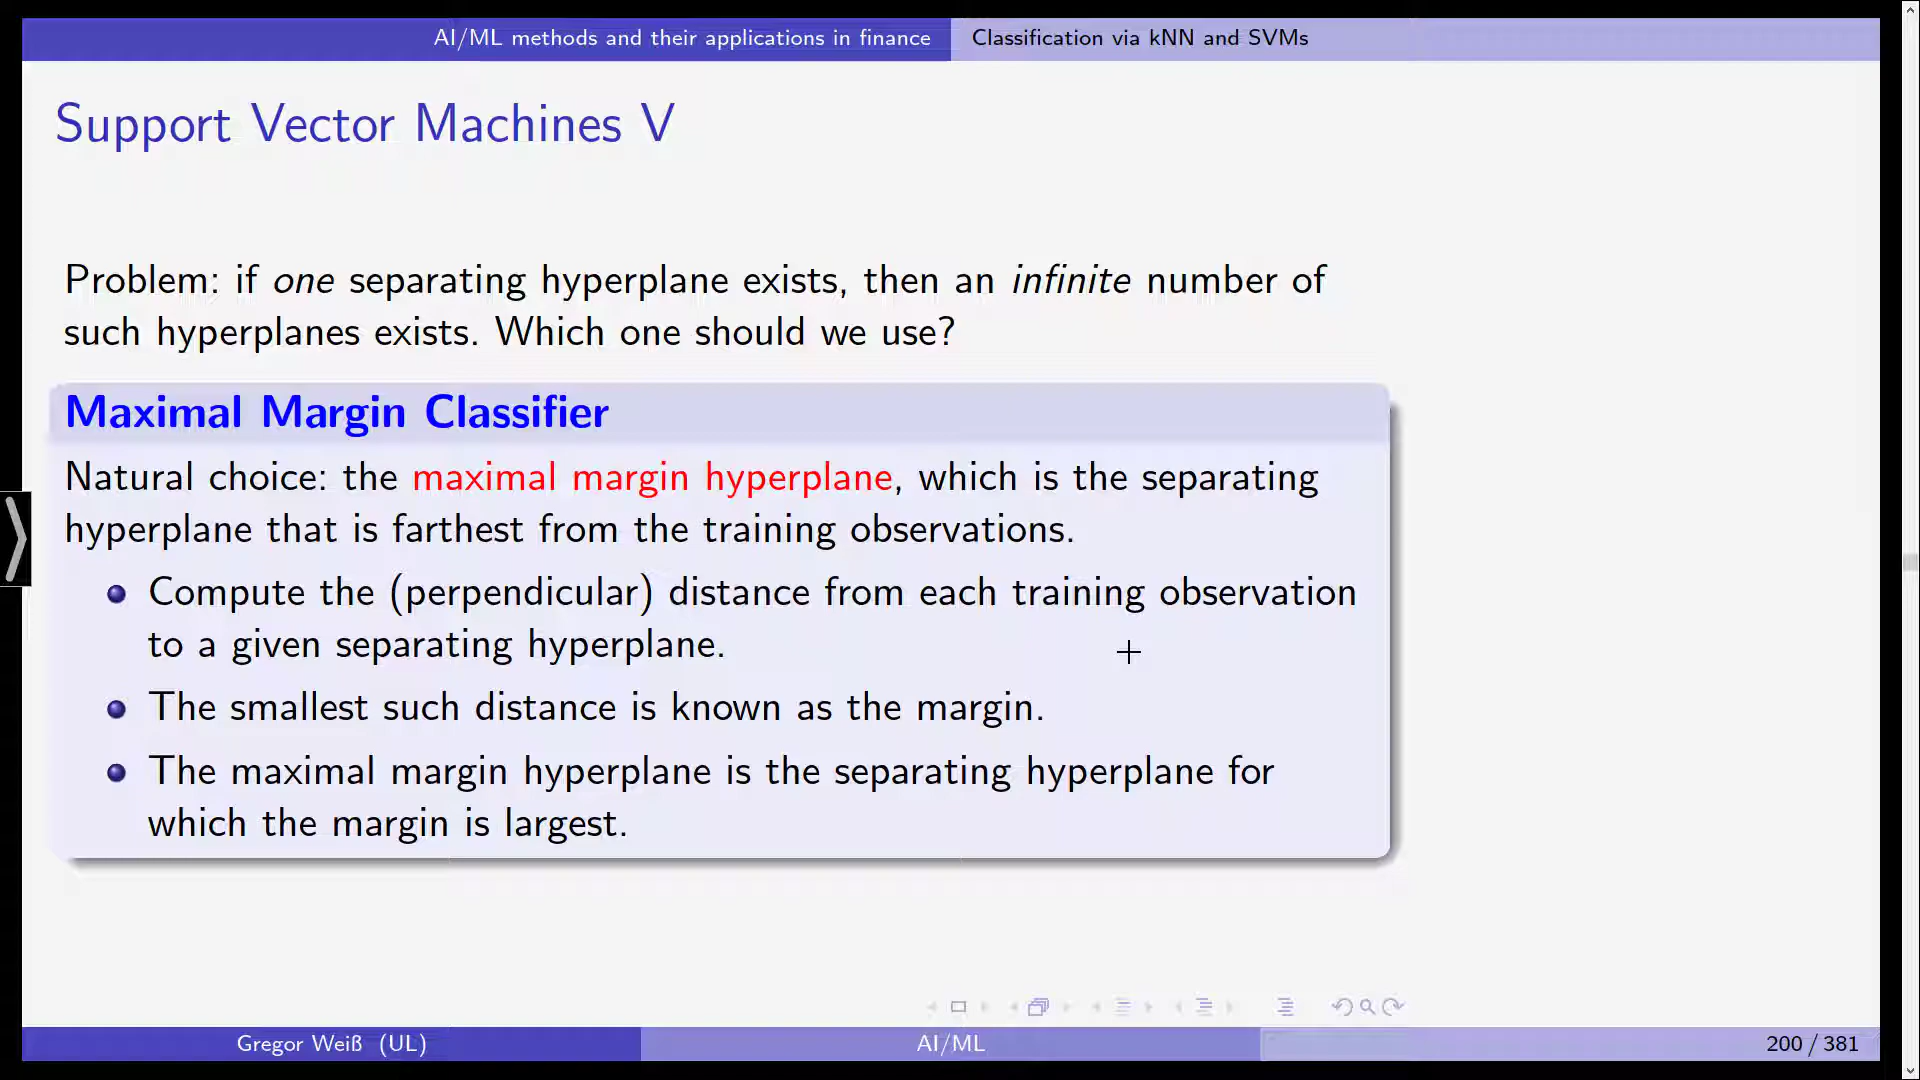 AI/ML methods and their applications in finance Classification via kNN and SVMs
Support Vector Machines V
Problem: if one separating hyperplane exists, then an infinite number of
such hyperplanes exists. Which one should we use?
Maximal Margin Classifier
Natural choice: the maximal margin hyperplane, which is the separating
hyperplane that is farthest from the training observations.
Compute the (perpendicular) distance from each training observation
to a given separating hyperplane.
The smallest such distance is known as the margin.
The maximal margin hyperplane is the separating hyperplane for
which the margin is largest.
Gregor Weiß (UL) AI/ML 200 / 381